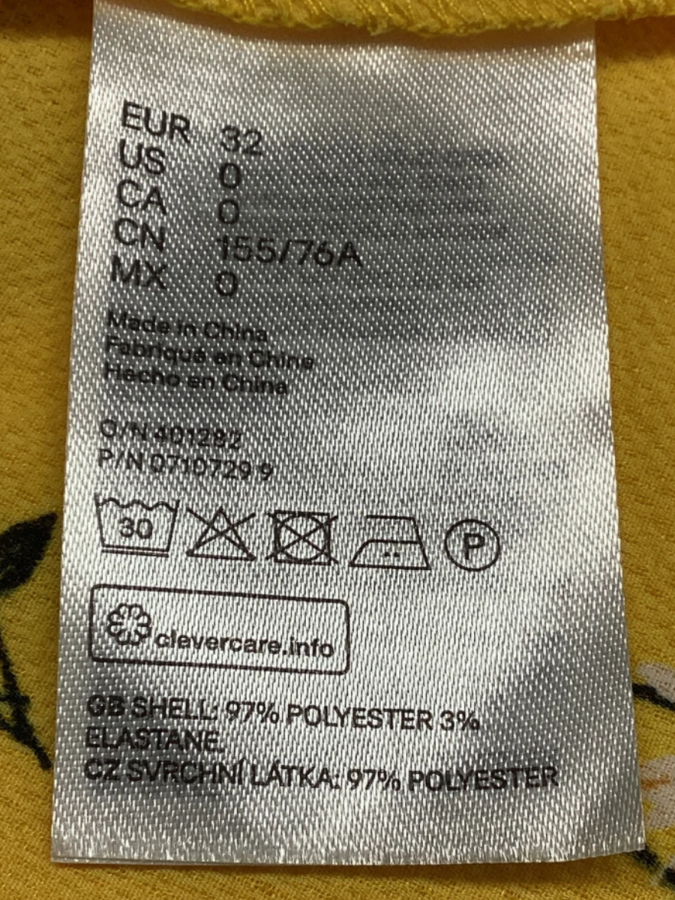 EUR 32
US 0
CA 0
CN 155/76A
MX 0
Made in China
Fabriqué en Chine
Hecho en China
O/N 401282
P/N 0710729 9
30 P
clevercare.info
GB SHELL: 97% POLYESTER 3%
ELASTANE.
CZ SVRCHNÍ LÁTKA: 97% POLYESTER